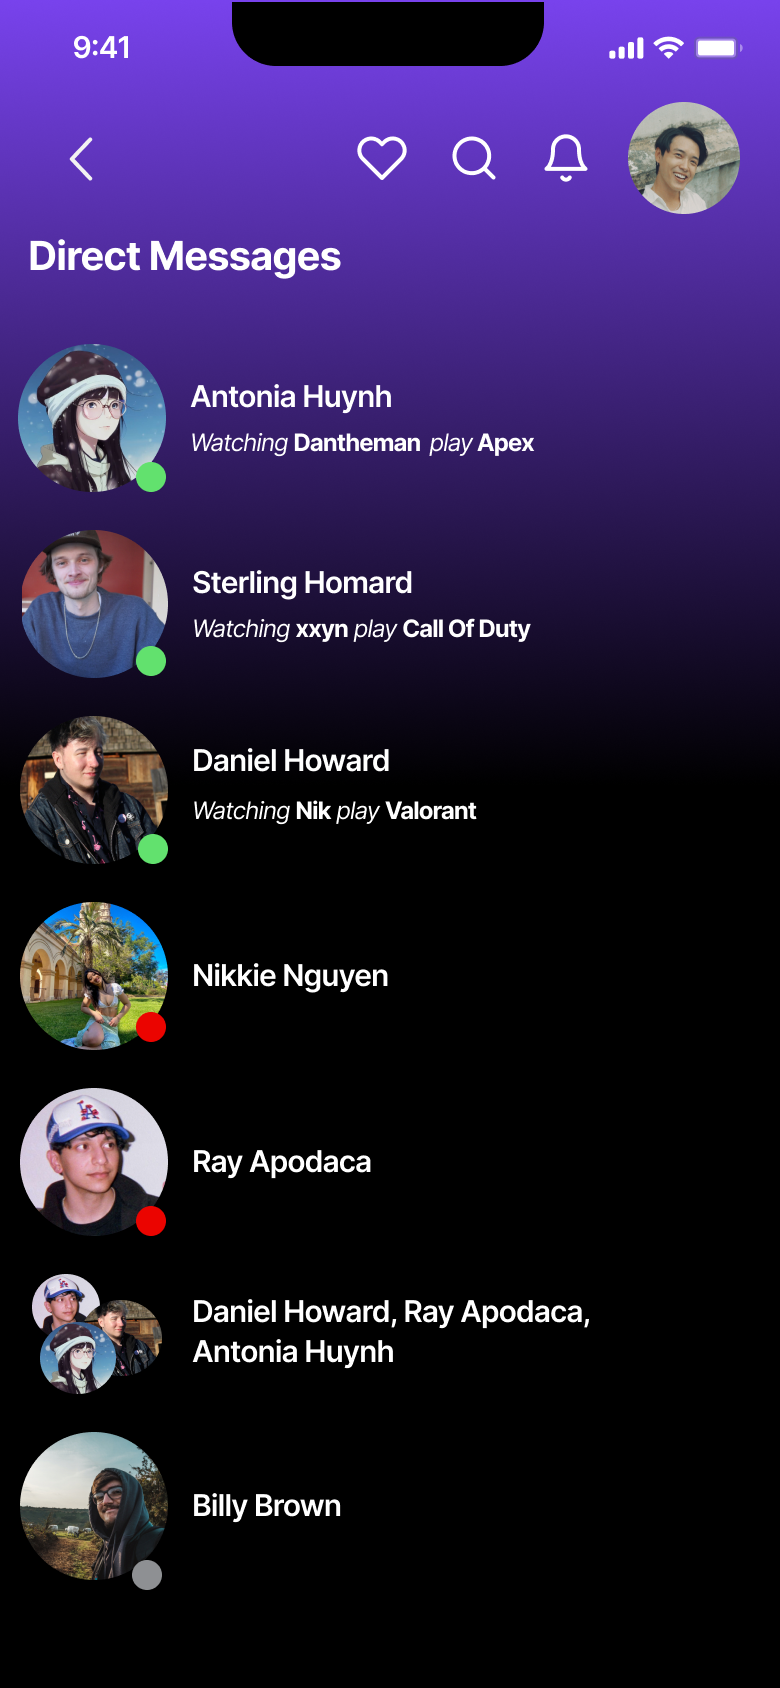 9:41
Direct Messages
Antonia Huynh
Watching Dantheman play Apex
Sterling Homard
Watching xxyn play Call Of Duty
Daniel Howard
Watching Nik play Valorant
Nikkie Nguyen
Ray Apodaca
Daniel Howard, Ray Apodaca,
Antonia Huynh
Billy Brown